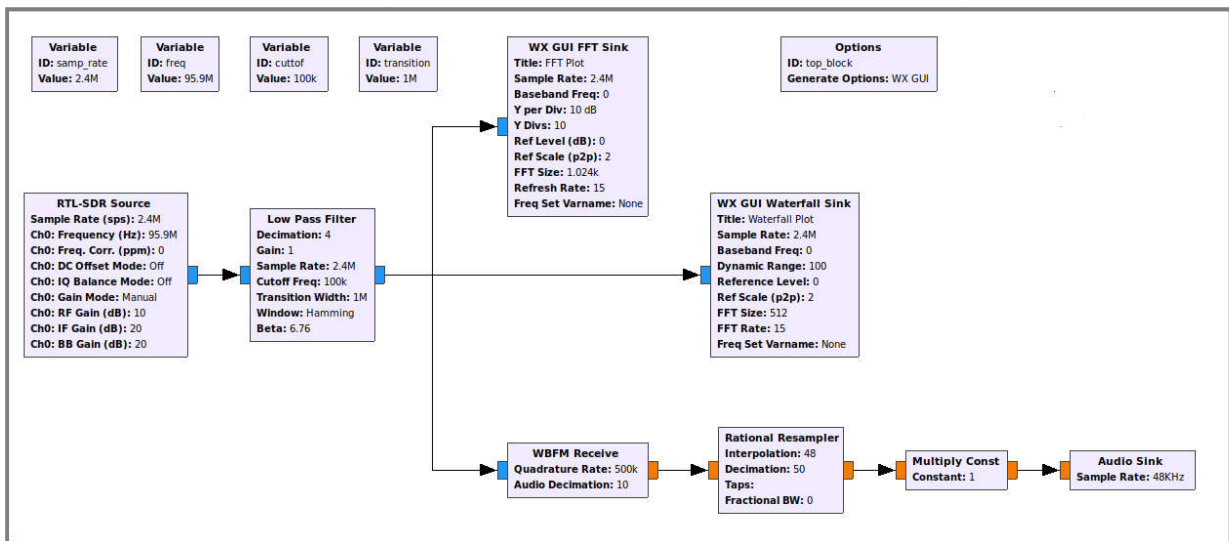 Variable
ID: samp_rate
Value: 2.4M
Variable
ID: freq
Value: 95.9M
Variable
ID: cuttof
Value: 100k
Variable
ID: transition
Value: 1M
WX GUI FFT Sink
Title: FFT Plot
Sample Rate: 2.4M
Baseband Freq: 0
Y per Div: 10 dB
Y Divs: 10
Ref Level (dB): 0
Ref Scale (p2p): 2
FFT Size: 1.024k
Refresh Rate: 15
Freq Set Varname: None
Options
ID: top_block
Generate Options: WX GUI
RTL-SDR Source
Sample Rate (sps): 2.4M
Ch0: Frequency (Hz): 95.9M
Ch0: Freq. Corr. (ppm): 0
Ch0: DC Offset Mode: Off
Ch0: IQ Balance Mode: Off
Ch0: Gain Mode: Manual
Ch0: RF Gain (dB): 10
Ch0: IF Gain (dB): 20
Ch0: BB Gain (dB): 20
Low Pass Filter
Decimation: 4
Gain: 1
Sample Rate: 2.4M
Cutoff Freq: 100k
Transition Width: 1M
Window: Hamming
Beta: 6.76
WX GUI Waterfall Sink
Title: Waterfall Plot
Sample Rate: 2.4M
Baseband Freq: 0
Dynamic Range: 100
Reference Level: 0
Ref Scale (p2p): 2
FFT Size: 512
FFT Rate: 15
Freq Set Varname: None
WBFM Receive
Quadrature Rate: 500k
Audio Decimation: 10
Rational Resampler
Interpolation: 48
Decimation: 50
Taps:
Fractional BW: 0
Multiply Const
Constant: 1
Audio Sink
Sample Rate: 48KHz